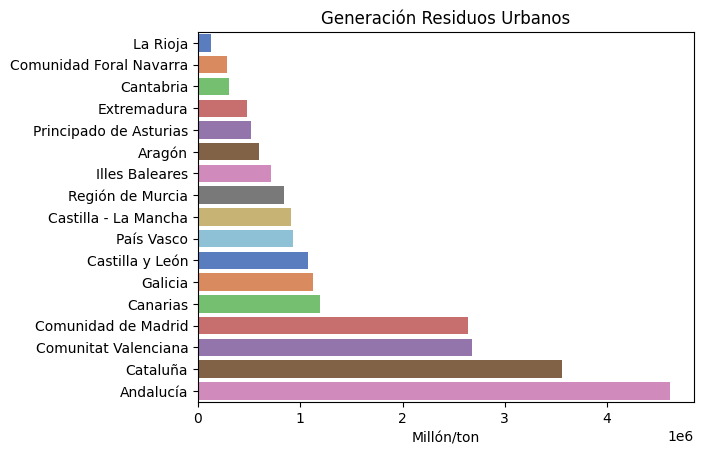 Generación Residuos Urbanos
La Rioja
Comunidad Foral Navarra
Cantabria
Extremadura
Principado de Asturias
Aragón
Illes Baleares
Región de Murcia
Castilla - La Mancha
País Vasco
Castilla y León
Galicia
Canarias
Comunidad de Madrid
Comunitat Valenciana
Cataluña
Andalucía
0 1 2 3 4
Millón/ton 1e6